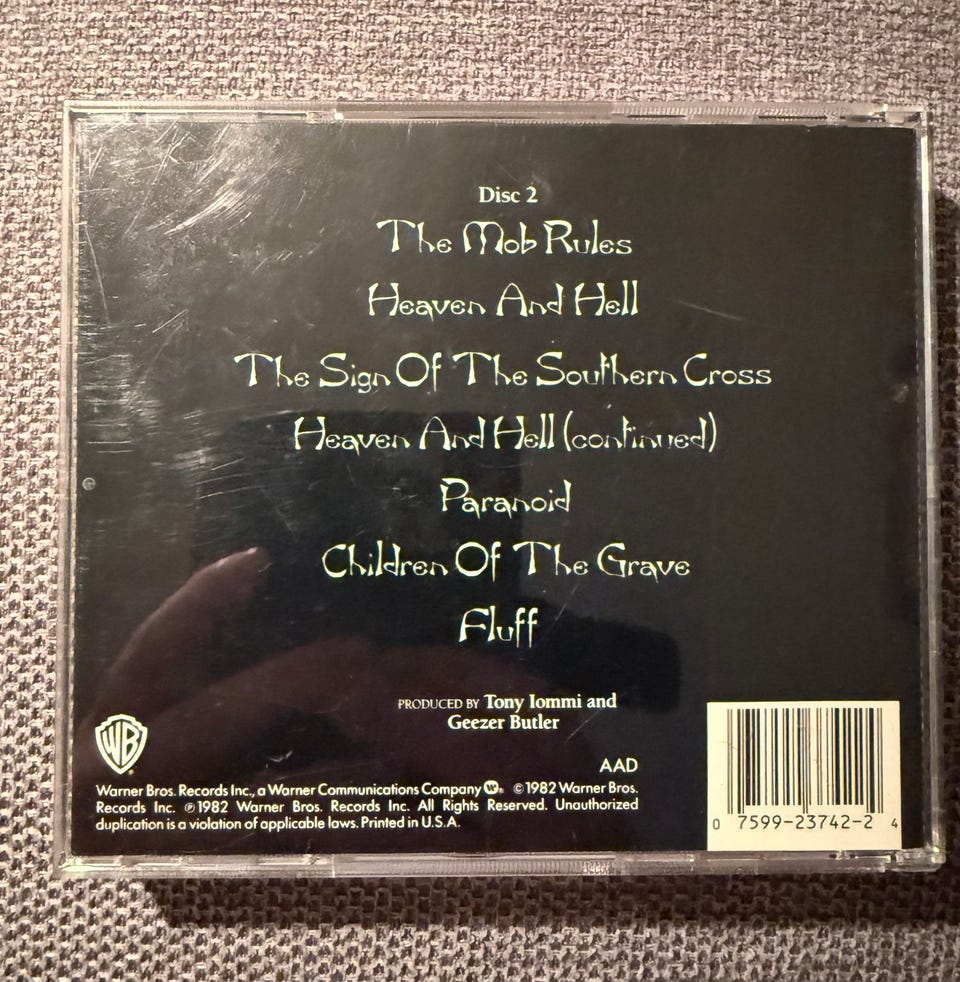 Disc 2
The Mob Rules
Heaven And Hell
The Sign Of The Southern Cross
Heaven And Hell (continued)
Paranoid
Children Of The Grave
Fluff
PRODUCED BY Tony Iommi and
Geezer Butler
WB
AAD
Warner Bros. Records Inc., a Warner Communications Company W. ©1982 Warner Bros.
Records Inc. ℗1982 Warner Bros. Records Inc. All Rights Reserved. Unauthorized
duplication is a violation of applicable laws. Printed in U.S.A.
0 7599-23742-2 4